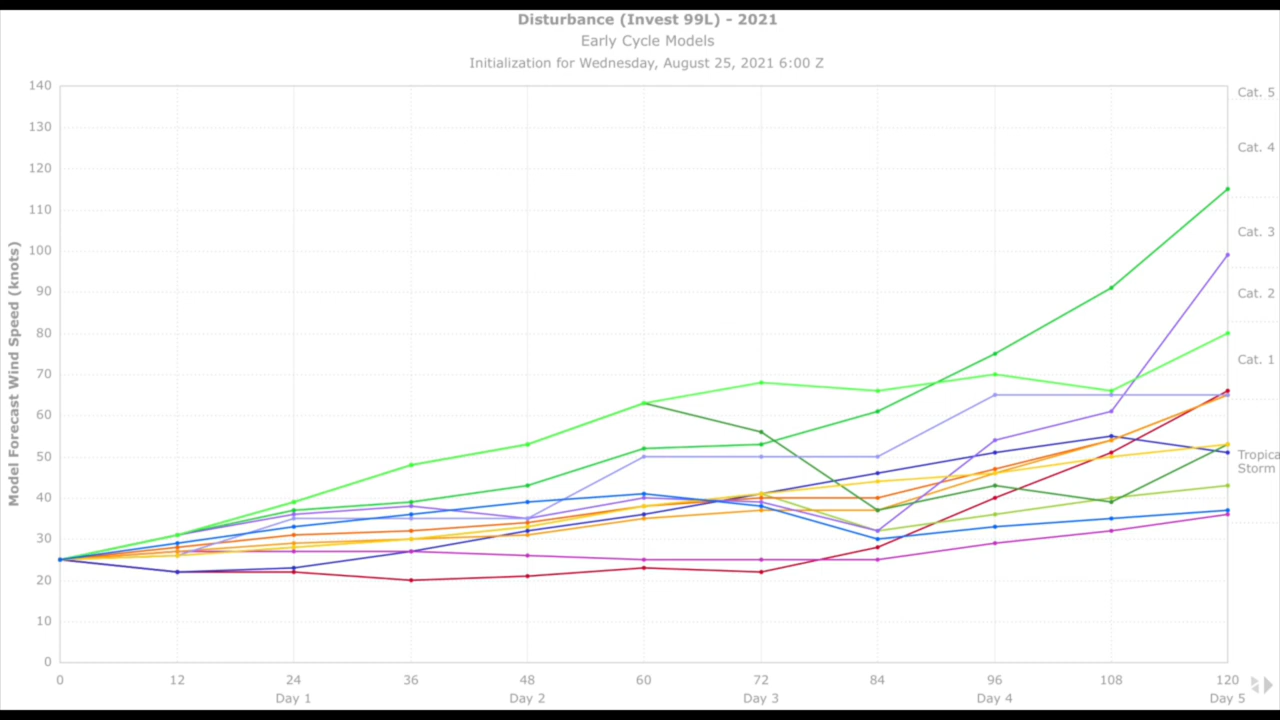 Disturbance (Invest 99L) - 2021
Early Cycle Models
Initialization for Wednesday, August 25, 2021 6:00 Z
Model Forecast Wind Speed (knots)
140
130
120
110
100
90
80
70
60
50
40
30
20
10
0
Cat. 5
Cat. 4
Cat. 3
Cat. 2
Cat. 1
Tropica
Storm
0 12 24 36 48 60 72 84 96 108 120
Day 1 Day 2 Day 3 Day 4 Day 5